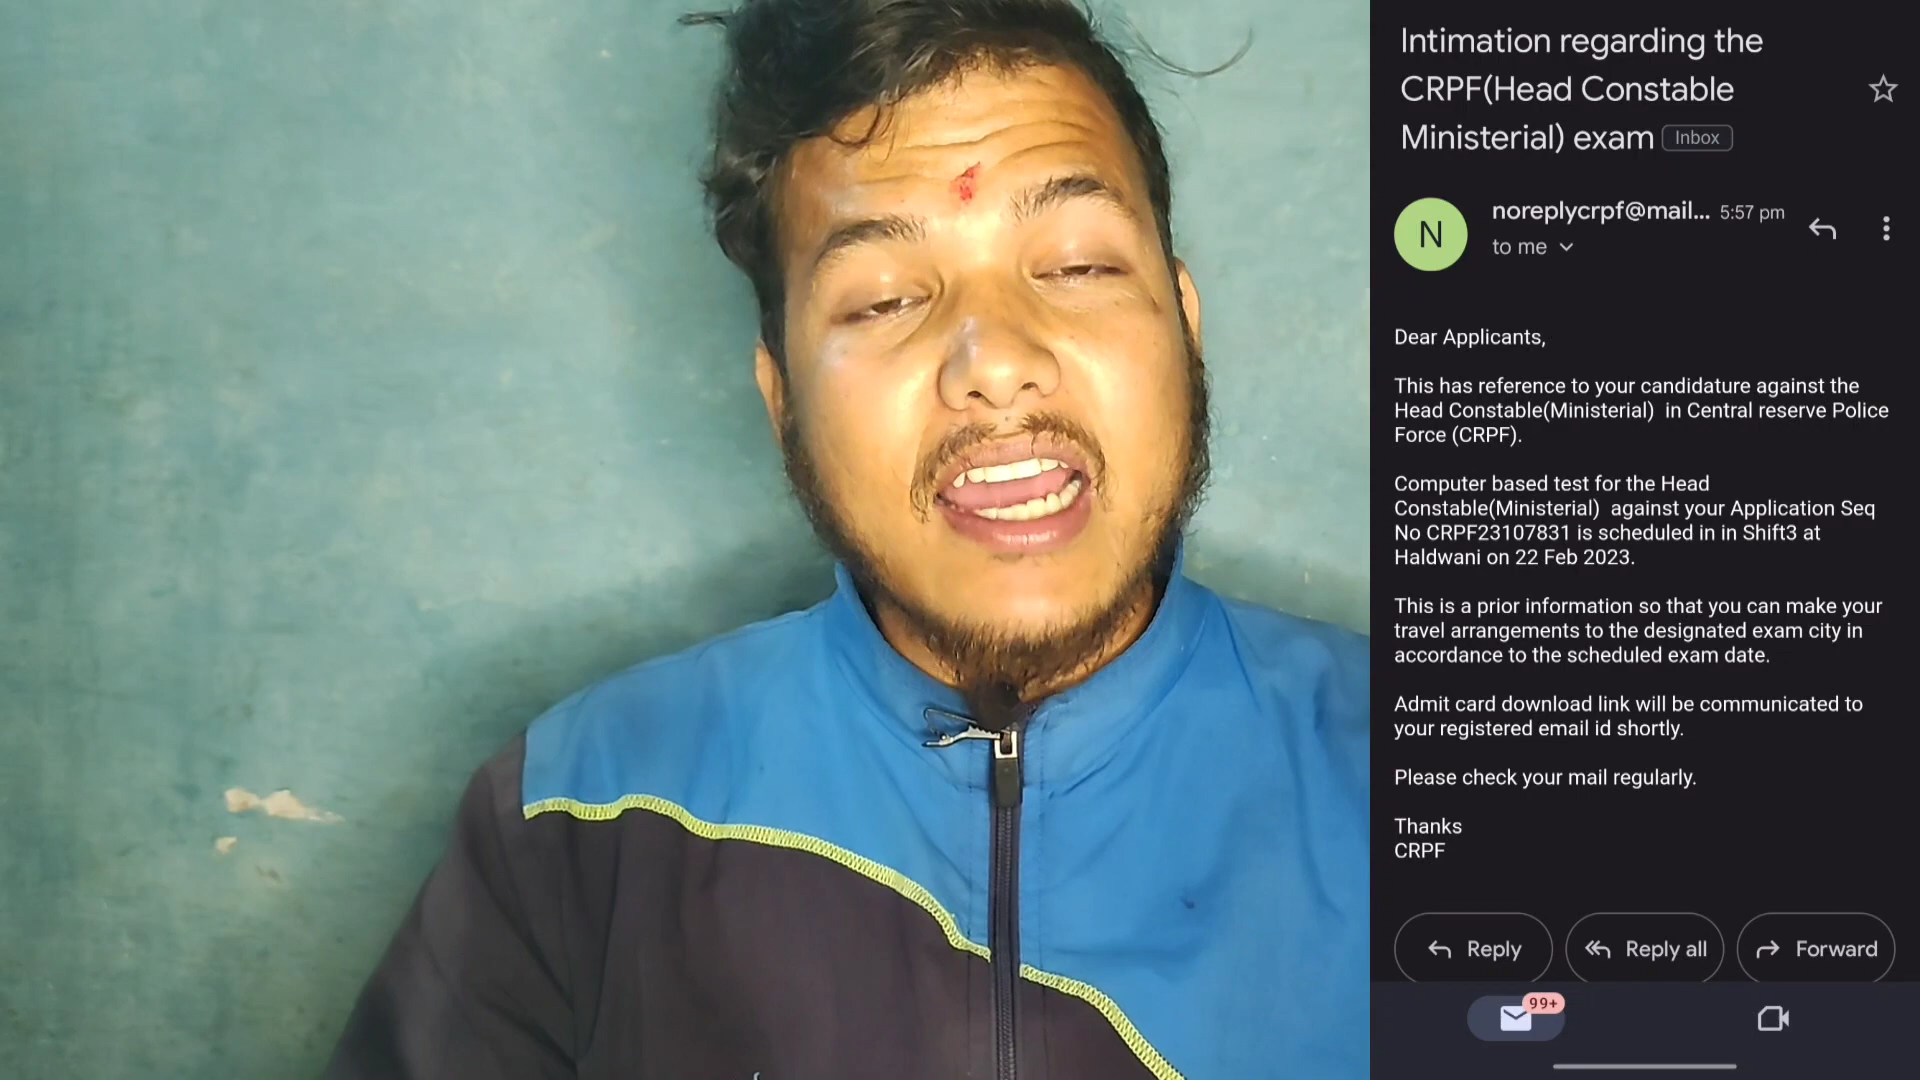 Intimation regarding the
CRPF(Head Constable
Ministerial) exam Inbox
N
noreplycrpf@mail... 5:57 pm
to me
Dear Applicants,
This has reference to your candidature against the
Head Constable(Ministerial)  in Central reserve Police
Force (CRPF).
Computer based test for the Head
Constable(Ministerial)  against your Application Seq
No CRPF23107831 is scheduled in in Shift3 at
Haldwani on 22 Feb 2023.
This is a prior information so that you can make your
travel arrangements to the designated exam city in
accordance to the scheduled exam date.
Admit card download link will be communicated to
your registered email id shortly.
Please check your mail regularly.
Thanks
CRPF
Reply Reply all Forward
99+